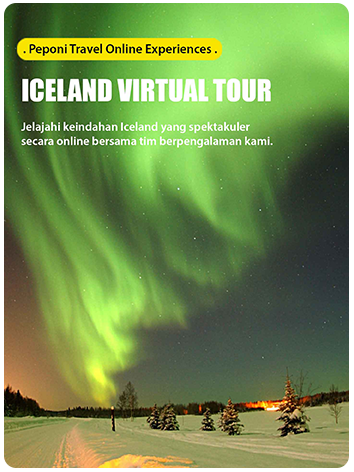 . Peponi Travel Online Experiences .
ICELAND VIRTUAL TOUR
Jelajahi keindahan Iceland yang spektakuler
secara online bersama tim berpengalaman kami.